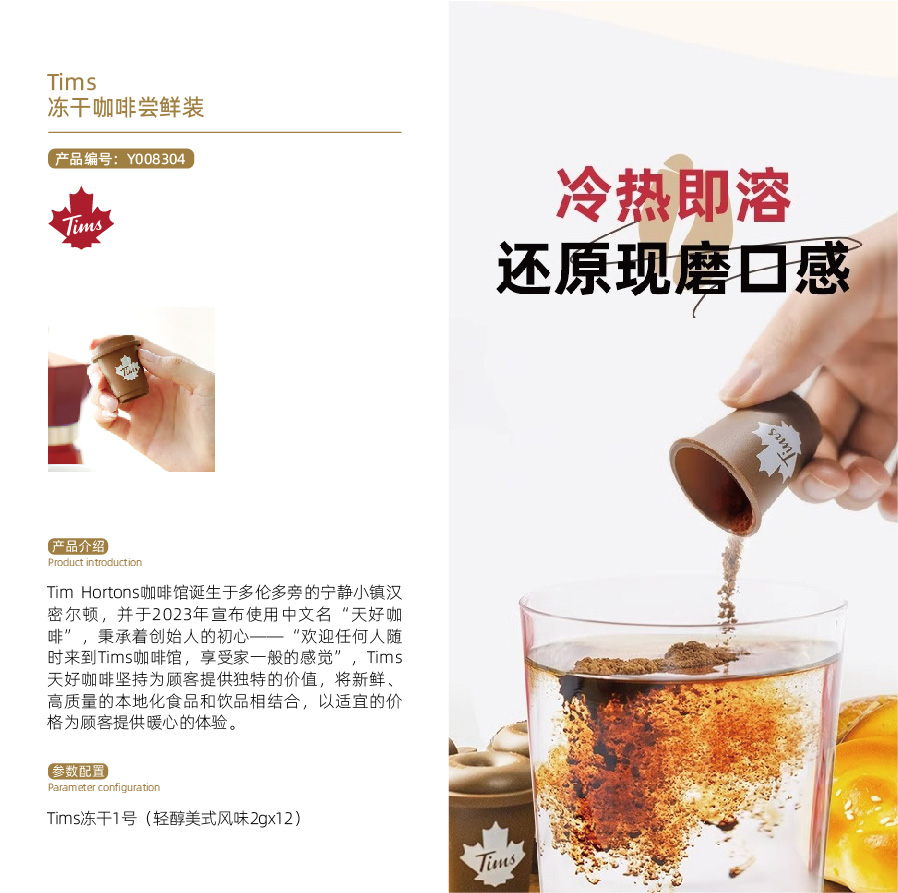 Tims
冻干咖啡尝鲜装
产品编号：Y008304
Tims
Tims
产品介绍
Product introduction
Tim Hortons咖啡馆诞生于多伦多旁的宁静小镇汉
密尔顿，并于2023年宣布使用中文名“天好咖
啡”，秉承着创始人的初心——“欢迎任何人随
时来到Tims咖啡馆，享受家一般的感觉”，Tims
天好咖啡坚持为顾客提供独特的价值，将新鲜、
高质量的本地化食品和饮品相结合，以适宜的价
格为顾客提供暖心的体验。
参数配置
Parameter configuration
Tims冻干1号（轻醇美式风味2gx12）
冷热即溶
还原现磨口感
Tims
Tims